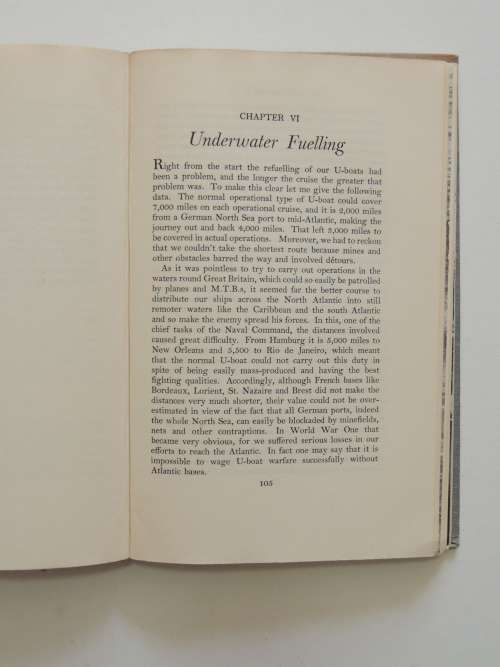 CHAPTER VI
Underwater Fuelling
Right from the start the refuelling of our U-boats had
been a problem, and the longer the cruise the greater that
problem was. To make this clear let me give the following
data. The normal operational type of U-boat could cover
7,000 miles on each operational cruise, and it is 2,000 miles
from a German North Sea port to mid-Atlantic, making the
journey out and back 4,000 miles. That left 3,000 miles to
be covered in actual operations. Moreover, we had to reckon
that we couldn't take the shortest route because mines and
other obstacles barred the way and involved détours.
As it was pointless to try to carry out operations in the
waters round Great Britain, which could so easily be patrolled
by planes and M.T.B.s, it seemed far the better course to
distribute our ships across the North Atlantic into still
remoter waters like the Caribbean and the south Atlantic
and so make the enemy spread his forces. In this, one of the
chief tasks of the Naval Command, the distances involved
caused great difficulty. From Hamburg it is 5,000 miles to
New Orleans and 5,500 to Rio de Janeiro, which meant
that the normal U-boat could not carry out this duty in
spite of being easily mass-produced and having the best
fighting qualities. Accordingly, although French bases like
Bordeaux, Lorient, St. Nazaire and Brest did not make the
distances very much shorter, their value could not be over-
estimated in view of the fact that all German ports, indeed
the whole North Sea, can easily be blockaded by minefields,
nets and other contraptions. In World War One that
became very obvious, for we suffered serious losses in our
efforts to reach the Atlantic. In fact one may say that it is
impossible to wage U-boat warfare successfully without
Atlantic bases.
105